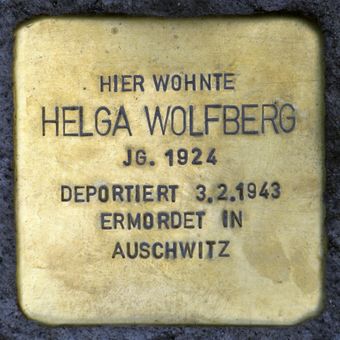 HIER WOHNTE
HELGA WOLFBERG
JG. 1924
DEPORTIERT 3.2.1943
ERMORDET IN
AUSCHWITZ